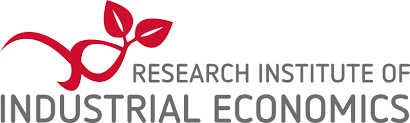 RESEARCH INSTITUTE OF
INDUSTRIAL ECONOMICS